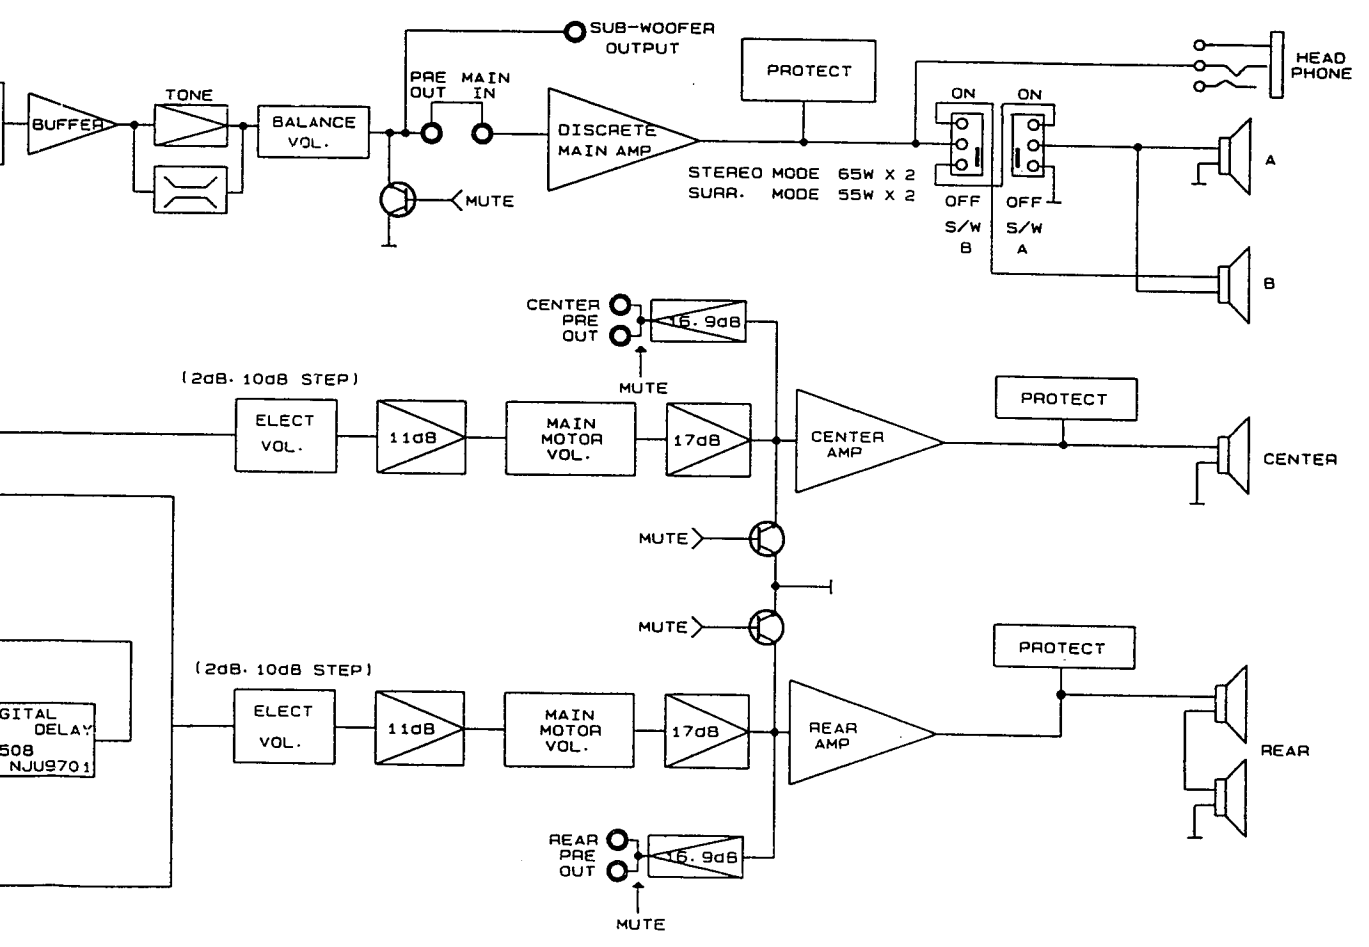 SUB-WOOFER
OUTPUT
PROTECT
HEAD
PHONE
PRE
OUT
MAIN
IN
TONE
BUFFER
BALANCE
VOL.
DISCRETE
MAIN AMP
MUTE
STEREO MODE 65W X 2
SURR. MODE 55W X 2
ON
ON
OFF
OFF
S/W
B
S/W
A
A
B
CENTER
PRE
OUT
16.9dB
MUTE
(2dB. 10dB STEP)
ELECT
VOL.
11dB
MAIN
MOTOR
VOL.
17dB
CENTER
AMP
PROTECT
CENTER
MUTE
MUTE
(2dB. 10dB STEP)
GITAL
DELAY
508
NJU9701
ELECT
VOL.
11dB
MAIN
MOTOR
VOL.
17dB
REAR
AMP
PROTECT
REAR
REAR
PRE
OUT
16.9dB
MUTE